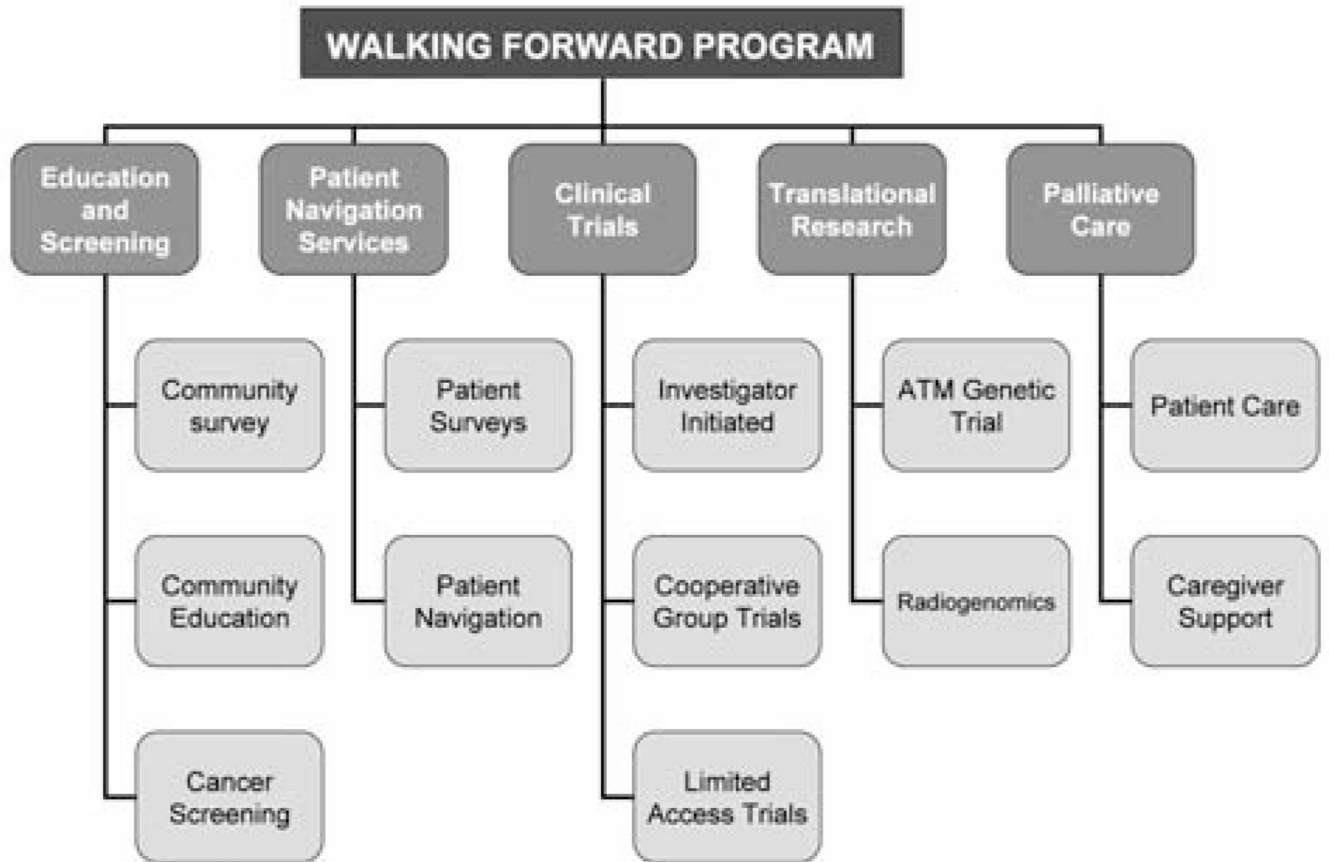 WALKING FORWARD PROGRAM
Education
and
Screening
Patient
Navigation
Services
Clinical
Trials
Translational
Research
Palliative
Care
Community
survey
Patient
Surveys
Investigator
Initiated
ATM Genetic
Trial
Patient Care
Community
Education
Patient
Navigation
Cooperative
Group Trials
Radiogenomics
Caregiver
Support
Cancer
Screening
Limited
Access Trials